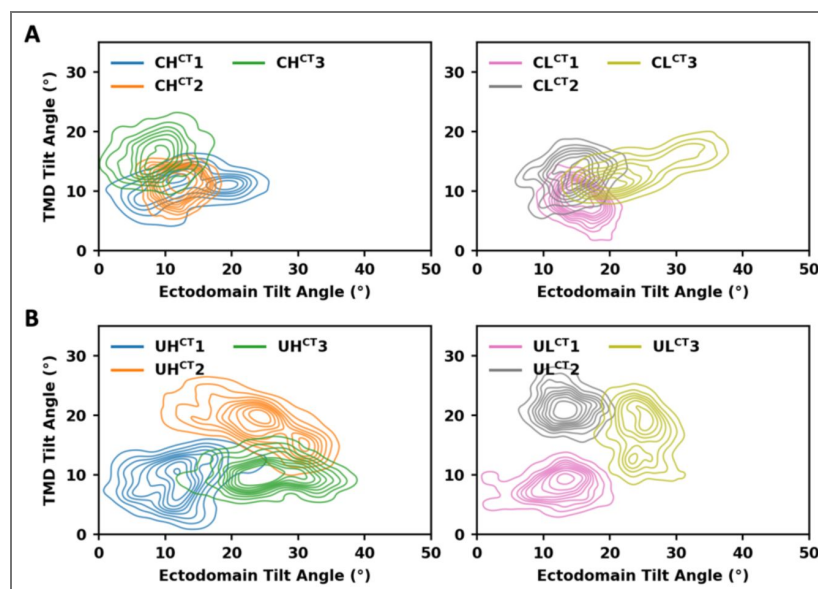 A
CH^CT1 CH^CT3
CH^CT2
CL^CT1 CL^CT3
CL^CT2
TMD Tilt Angle (°)
30
20
10
0
0 10 20 30 40 50
0 10 20 30 40 50
Ectodomain Tilt Angle (°)
Ectodomain Tilt Angle (°)
30
20
10
0
B
UH^CT1 UH^CT3
UH^CT2
UL^CT1 UL^CT3
UL^CT2
TMD Tilt Angle (°)
30
20
10
0
0 10 20 30 40 50
0 10 20 30 40 50
Ectodomain Tilt Angle (°)
Ectodomain Tilt Angle (°)
30
20
10
0